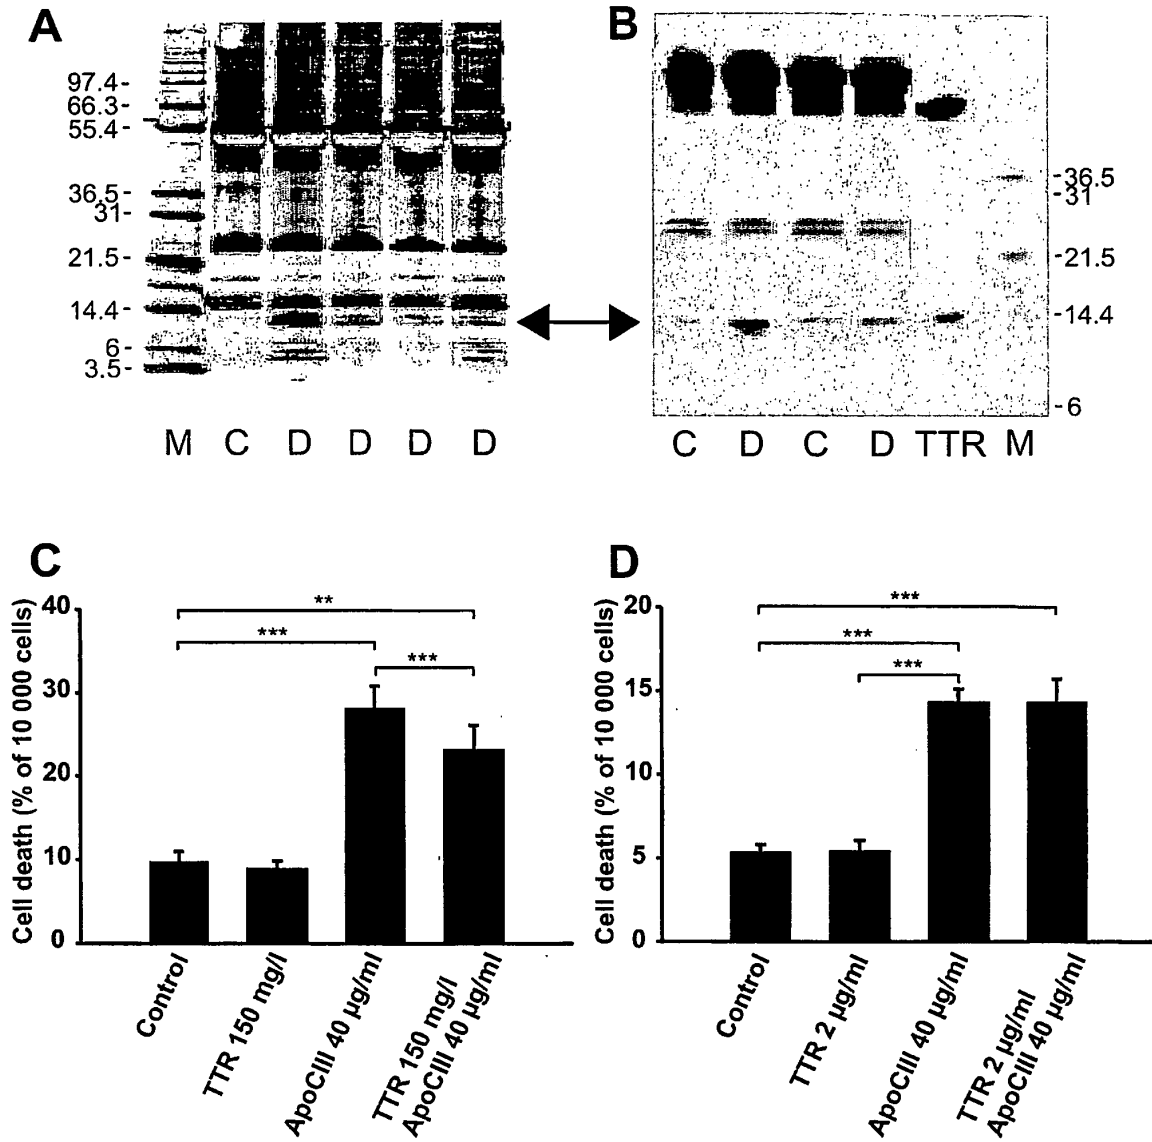 A
97.4-
66.3-
55.4-
36,5-
31-
21.5-
14.4-
6-
3.5-
M C D D D D
B
-36.5
-31
-21.5
-14.4
-6
C D C D TTR M
C
Cell death (% of 10 000 cells)
40
30
20
10
0
**
***
***
Control
TTR 150 mg/l
ApoCIII 40 µg/ml
TTR 150 mg/l
ApoCIII 40 µg/ml
D
Cell death (% of 10 000 cells)
20
15
10
5
0
***
***
***
Control
TTR 2 µg/ml
ApoCIII 40 µg/ml
TTR 2 µg/ml
ApoCIII 40 µg/ml